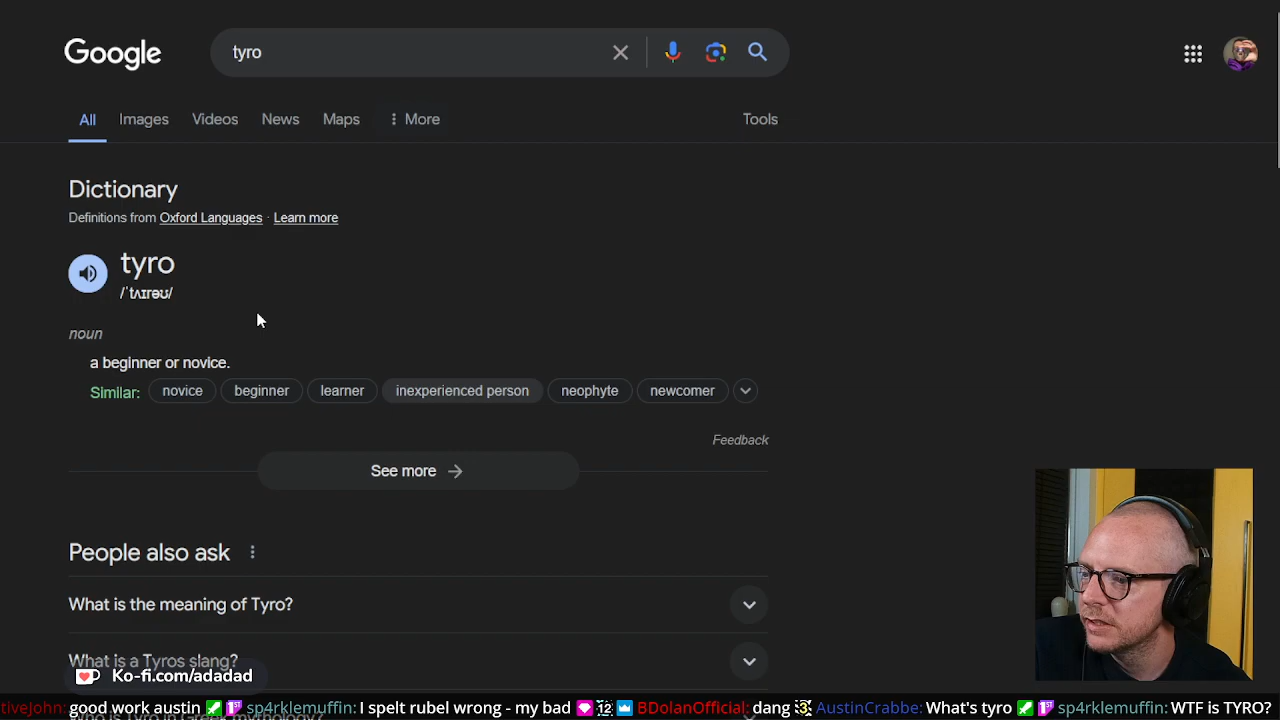 Google
tyro
All Images Videos News Maps More Tools
Dictionary
Definitions from Oxford Languages · Learn more
tyro
/ˈtʌɪrəʊ/
noun
a beginner or novice.
Similar: novice beginner learner inexperienced person neophyte newcomer
Feedback
See more
People also ask
What is the meaning of Tyro?
What is a Tyros slang?
Ko-fi.com/adadad
tivejohn: good work austin sp4rklemuffin: I spelt rubel wrong - my bad 12 BDolanOfficial: dang 3 AustinCrabbe: What's tyro sp4rklemuffin: WTF is TYRO?